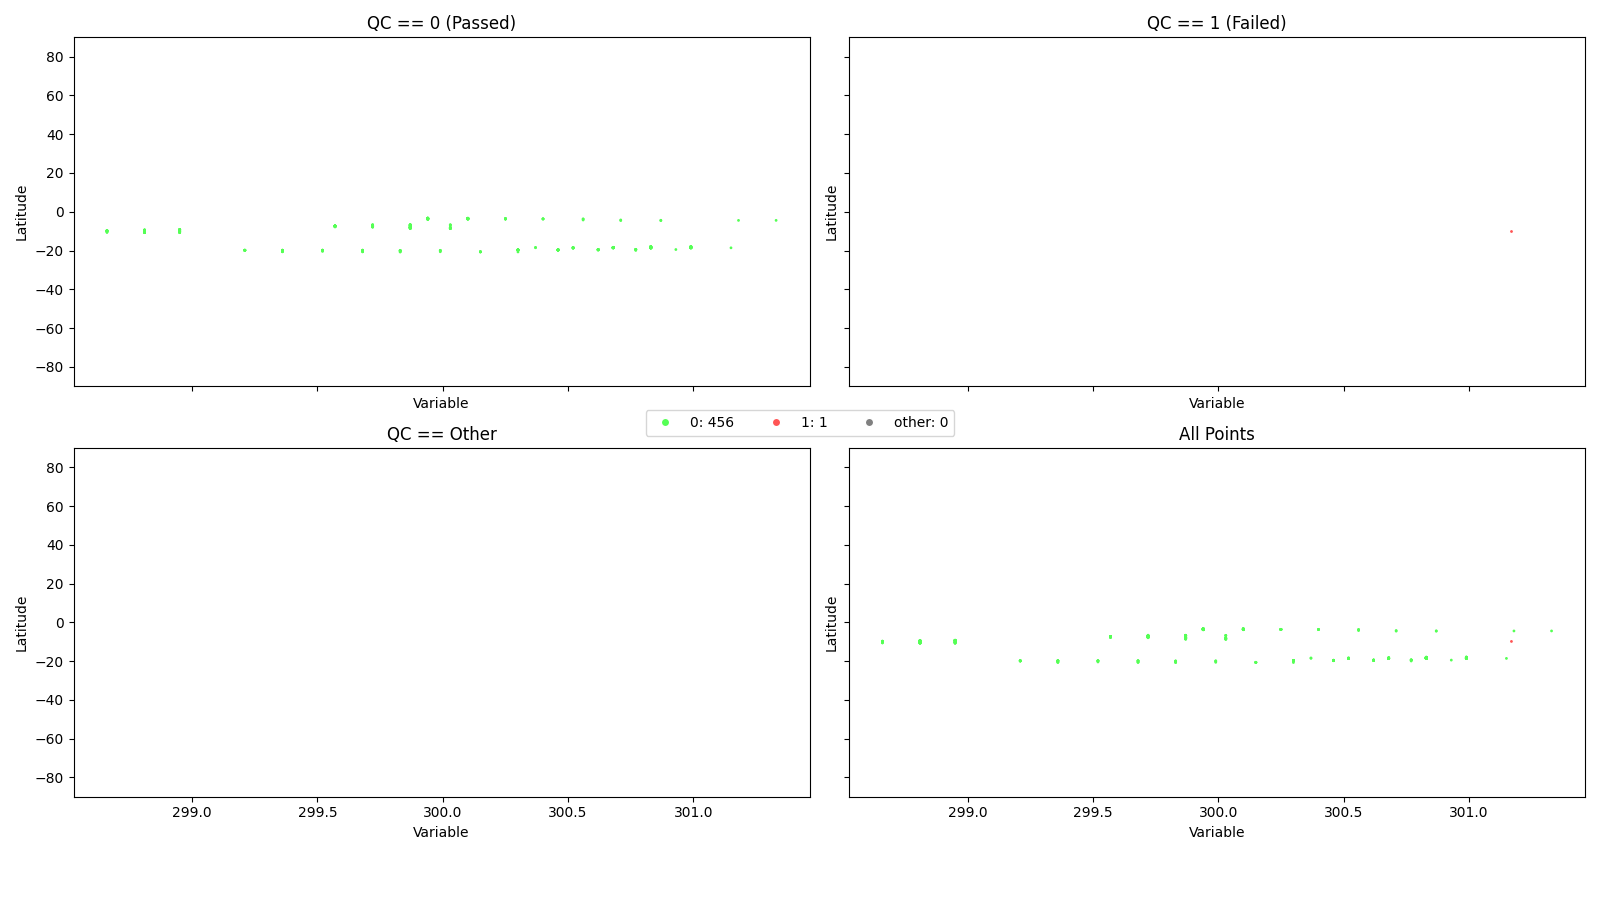 QC == 0 (Passed)
80
60
40
20
0
−20
−40
−60
−80
Latitude
Variable
QC == 1 (Failed)
Latitude
Variable
0: 456
1: 1
other: 0
QC == Other
80
60
40
20
0
−20
−40
−60
−80
Latitude
299.0
299.5
300.0
300.5
301.0
Variable
All Points
Latitude
299.0
299.5
300.0
300.5
301.0
Variable